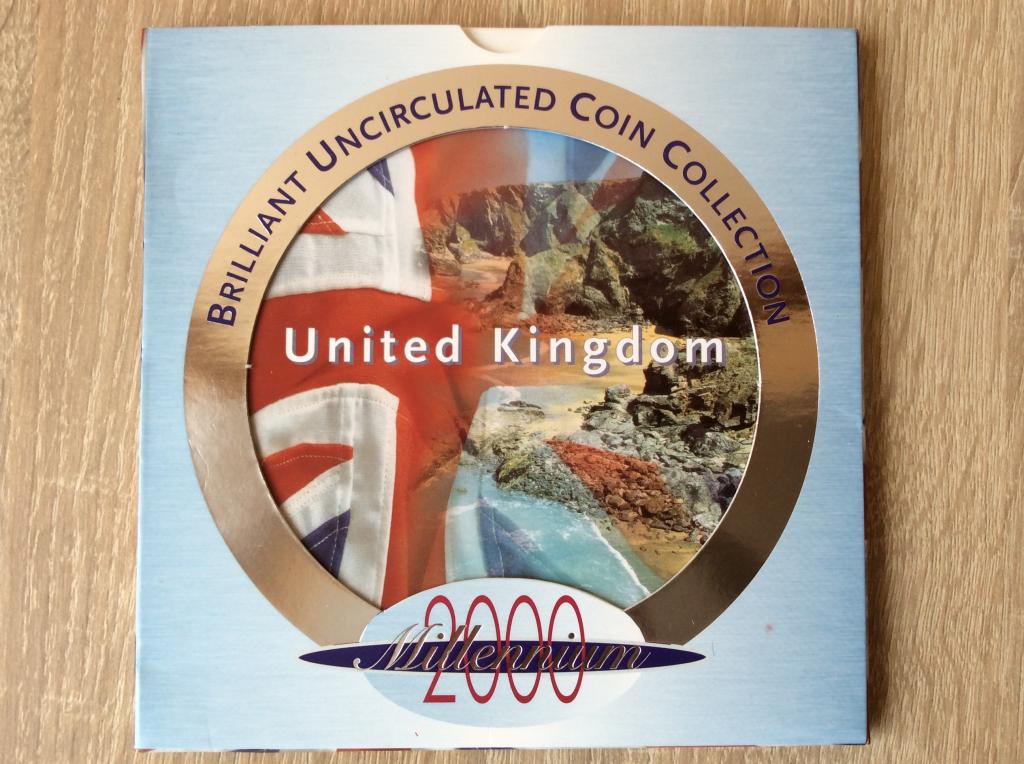 BRILLIANT UNCIRCULATED COIN COLLECTION
United Kingdom
2000
Millennium